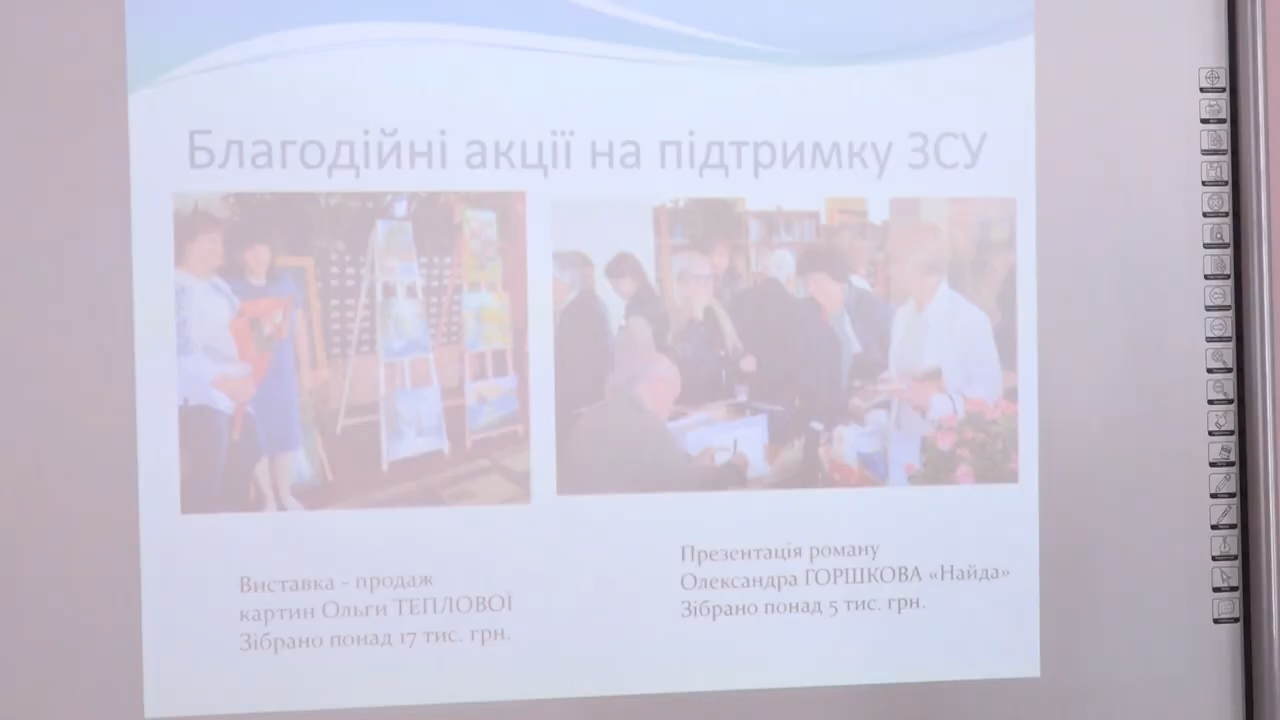 Благодійні акції на підтримку ЗСУ
Виставка - продаж
картин Ольги ТЕПЛОВОЇ
Зібрано понад 17 тис. грн.
Презентація роману
Олександра ГОРШКОВА «Найда»
Зібрано понад 5 тис. грн.